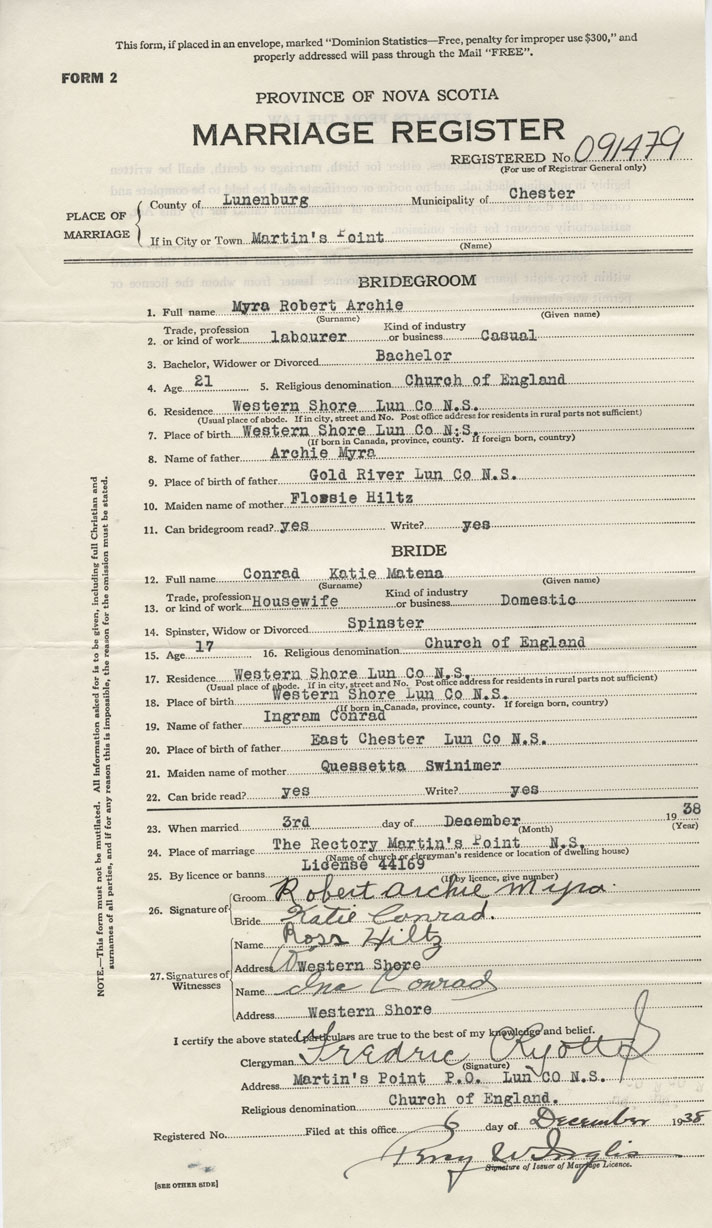 This form, if placed in an envelope, marked "Dominion Statistics—Free, penalty for improper use $300," and
properly addressed will pass through the Mail "FREE".
FORM 2
PROVINCE OF NOVA SCOTIA
MARRIAGE REGISTER
REGISTERED No. 091479
(For use of Registrar General only)
PLACE OF MARRIAGE
County of Lunenburg Municipality of Chester
If in City or Town Martin's Point
(Name)
BRIDEGROOM
1. Full name Myra Robert Archie
(Surname) (Given name)
2. Trade, profession or kind of work labourer Kind of industry or business Casual
3. Bachelor, Widower or Divorced Bachelor
4. Age 21 5. Religious denomination Church of England
6. Residence Western Shore Lun Co N.S.
(Usual place of abode. If in city, street and No. Post office address for residents in rural parts not sufficient)
7. Place of birth Western Shore Lun Co N.S.
(If born in Canada, province, county. If foreign born, country)
8. Name of father Archie Myra
9. Place of birth of father Gold River Lun Co N.S.
10. Maiden name of mother Flossie Hiltz
11. Can bridegroom read? yes Write? yes
BRIDE
12. Full name Conrad Katie Matena
(Surname) (Given name)
13. Trade, profession or kind of work Housewife Kind of industry or business Domestic
14. Spinster, Widow or Divorced Spinster
15. Age 17 16. Religious denomination Church of England
17. Residence Western Shore Lun Co N.S.
(Usual place of abode. If in city, street and No. Post office address for residents in rural parts not sufficient)
18. Place of birth Western Shore Lun Co N.S.
(If born in Canada, province, county. If foreign born, country)
19. Name of father Ingram Conrad
20. Place of birth of father East Chester Lun Co N.S.
21. Maiden name of mother Quessetta Swinimer
22. Can bride read? yes Write? yes
23. When married 3rd day of December 1938
(Month) (Year)
24. Place of marriage The Rectory Martin's Point N.S.
(Name of church or clergyman's residence or location of dwelling house)
25. By licence or banns License 44169
(If by licence, give number)
26. Signature of Groom Robert Archie Myra.
Bride Katie Conrad.
27. Signatures of Witnesses
Name Ross Hiltz
Address Western Shore
Name Ina Conrad
Address Western Shore
I certify the above stated particulars are true to the best of my knowledge and belief.
Clergyman Fredric Ryott
(Signature)
Address Martin's Point P.O. Lun CO N.S.
Religious denomination Church of England.
Registered No. Filed at this office 6 day of December 1938
Percy W Inglis
Signature of Issuer of Marriage Licence.
[SEE OTHER SIDE]
NOTE.—This form must not be mutilated. All information asked for is to be given, including full Christian and
surnames of all parties, and if for any reason this is impossible, the reason for the omission must be stated.